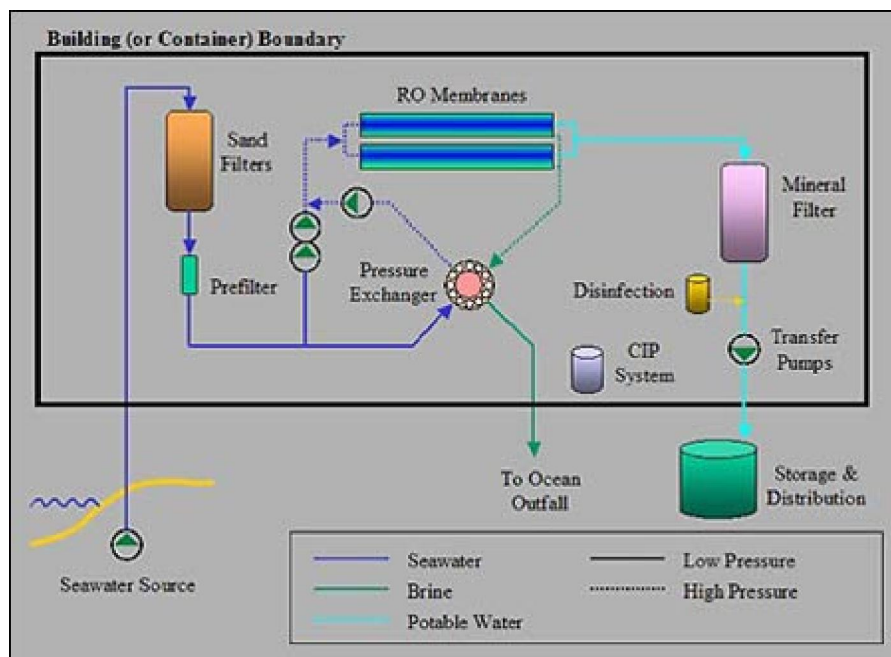 Building (or Container) Boundary
RO Membranes
Sand
Filters
Mineral
Filter
Prefilter
Pressure
Exchanger
Disinfection
CIP
System
Transfer
Pumps
To Ocean
Outfall
Storage &
Distribution
Seawater Source
Seawater
Low Pressure
Brine
High Pressure
Potable Water